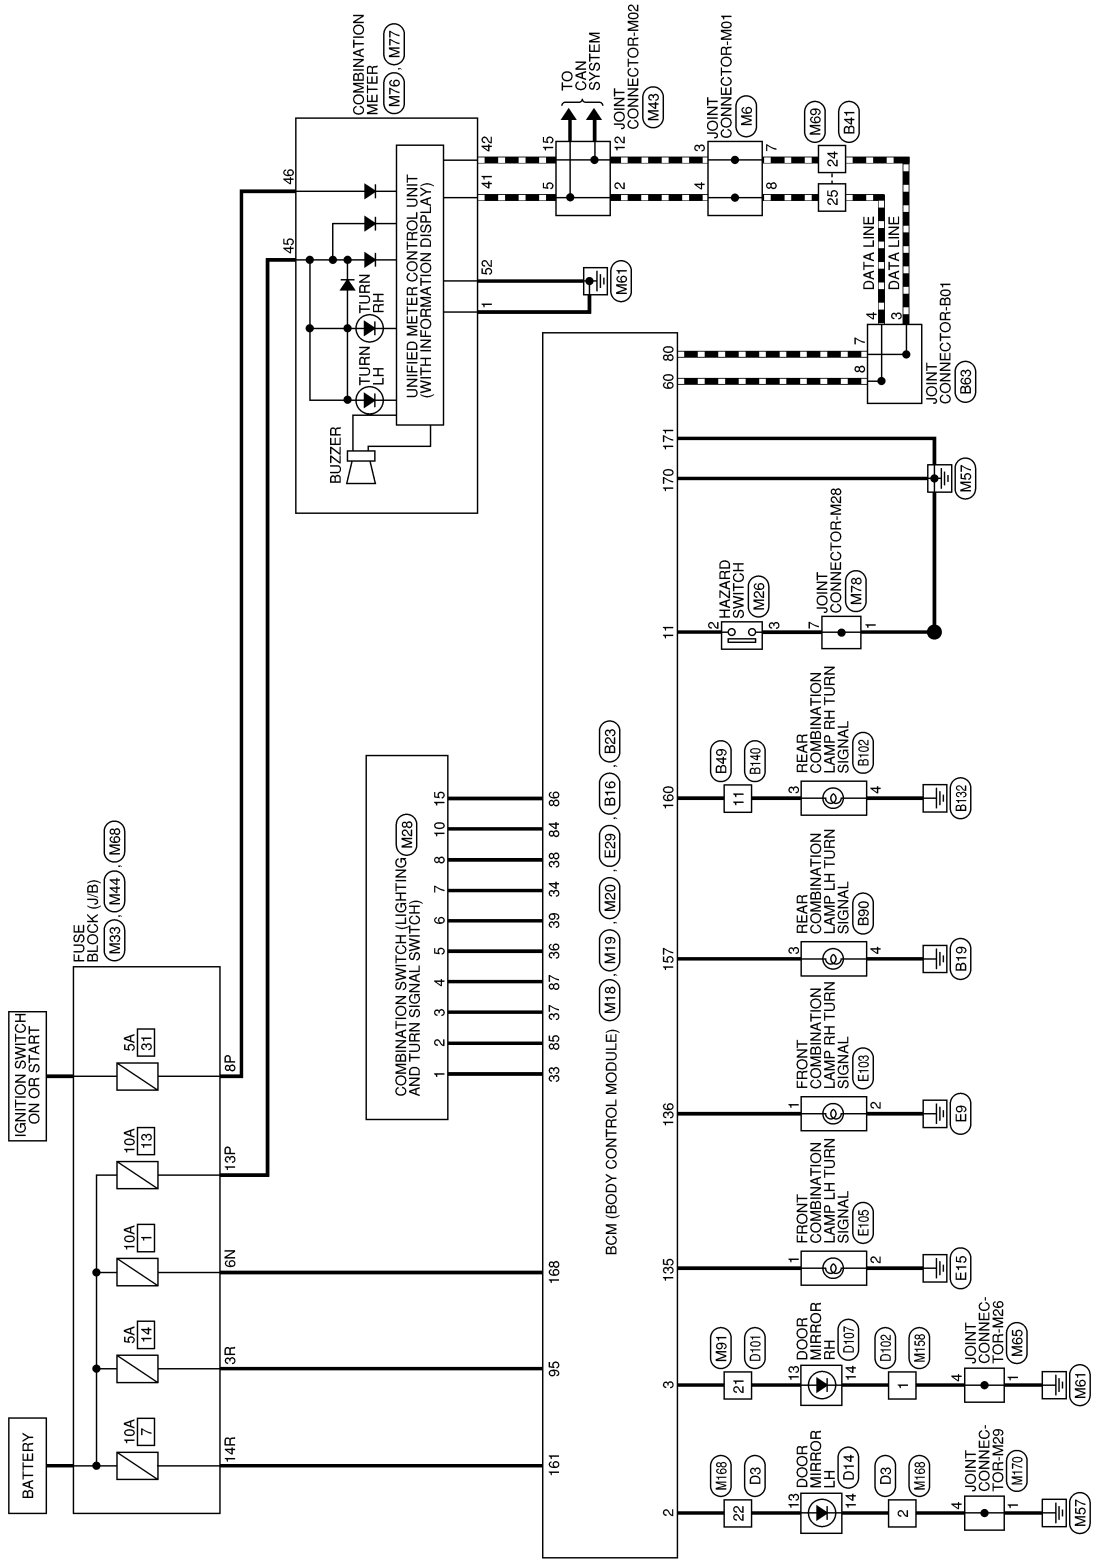 BATTERY
IGNITION SWITCH
ON OR START
FUSE
BLOCK (J/B)
M33 , M44 , M68
10A
7
5A
14
10A
1
10A
13
5A
31
14R
3R
6N
13P
8P
COMBINATION
METER
M76 , M77
45
46
BUZZER
TURN
LH
TURN
RH
UNIFIED METER CONTROL UNIT
(WITH INFORMATION DISPLAY)
1
52
41
42
M61
5
15
TO
CAN
SYSTEM
2
12
JOINT
CONNECTOR-M02
M43
4
3
JOINT
CONNECTOR-M01
M6
8
7
25
24
M69
B41
DATA LINE
DATA LINE
4
3
8
7
JOINT
CONNECTOR-B01
B63
COMBINATION SWITCH (LIGHTING
AND TURN SIGNAL SWITCH)
M28
1
2
3
4
5
6
7
8
10
15
161
95
168
33
85
37
87
36
39
34
38
84
86
BCM (BODY CONTROL MODULE)
M18 , M19 , M20 , E29 , B16 , B23
2
3
135
136
157
160
11
170
171
60
80
22
M168
D3
13
14
DOOR
MIRROR
LH
D14
2
D3
M168
4
1
JOINT
CONNEC-
TOR-M29
M170
M57
21
M91
D101
13
14
DOOR
MIRROR
RH
D107
1
D102
M158
4
1
JOINT
CONNEC-
TOR-M26
M65
M61
1
2
FRONT
COMBINATION
LAMP LH TURN
SIGNAL
E105
E15
1
2
FRONT
COMBINATION
LAMP RH TURN
SIGNAL
E103
E9
3
4
REAR
COMBINATION
LAMP LH TURN
SIGNAL
B90
B19
11
B49
B140
3
4
REAR
COMBINATION
LAMP RH TURN
SIGNAL
B102
B132
2
3
HAZARD
SWITCH
M26
7
1
JOINT
CONNECTOR-M28
M78
M57